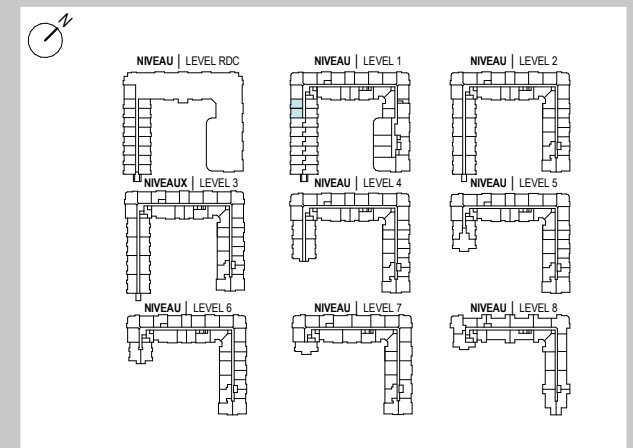 N
NIVEAU | LEVEL RDC
NIVEAU | LEVEL 1
NIVEAU | LEVEL 2
NIVEAUX | LEVEL 3
NIVEAU | LEVEL 4
NIVEAU | LEVEL 5
NIVEAU | LEVEL 6
NIVEAU | LEVEL 7
NIVEAU | LEVEL 8